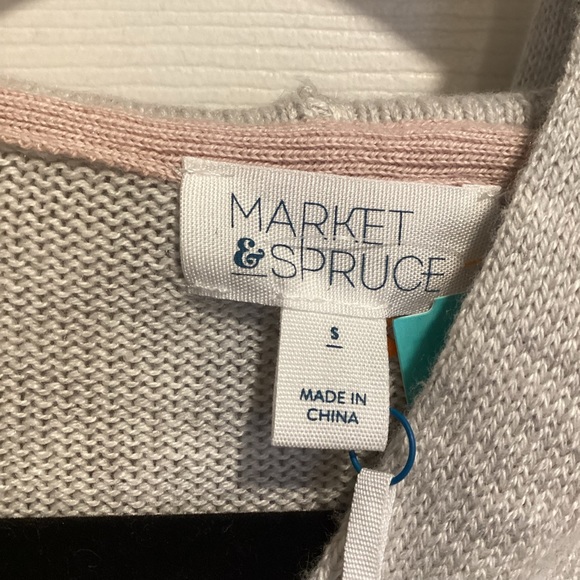 MARKET
& SPRUCE
S
MADE IN
CHINA